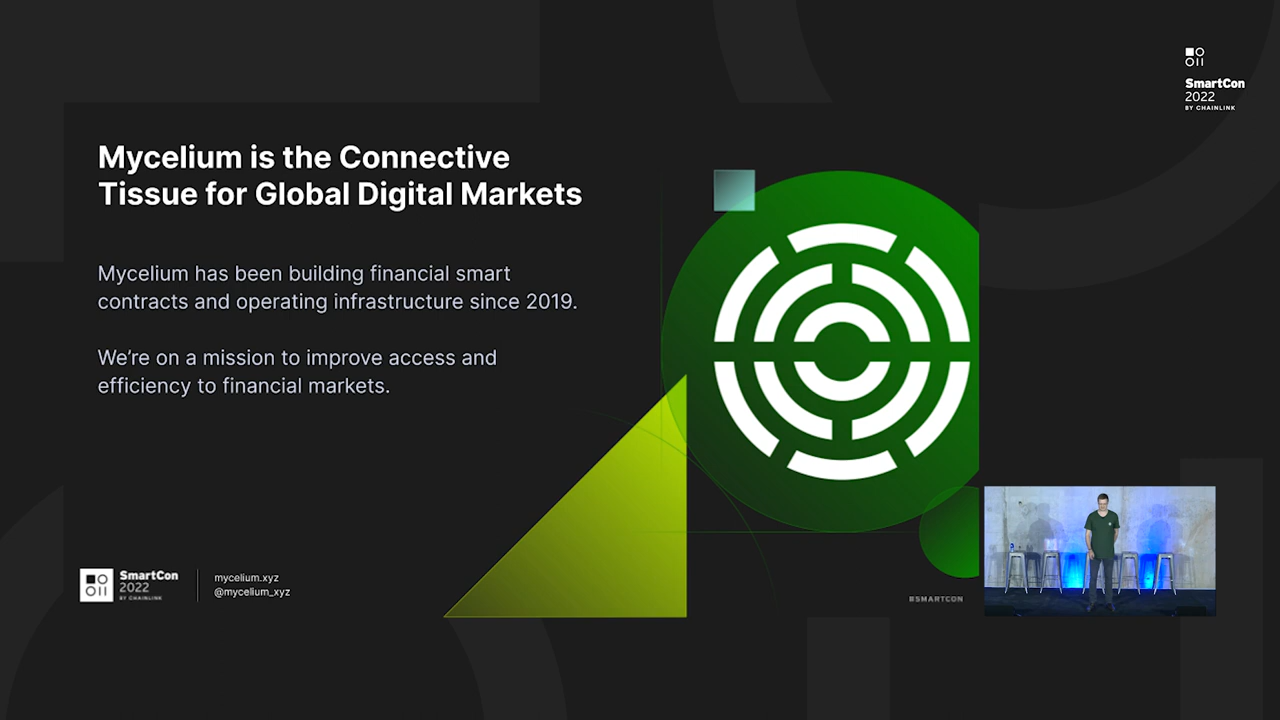 SmartCon
2022
BY CHAINLINK
Mycelium is the Connective
Tissue for Global Digital Markets
Mycelium has been building financial smart
contracts and operating infrastructure since 2019.
We’re on a mission to improve access and
efficiency to financial markets.
SmartCon
2022
BY CHAINLINK
mycelium.xyz
@mycelium_xyz
#SMARTCON